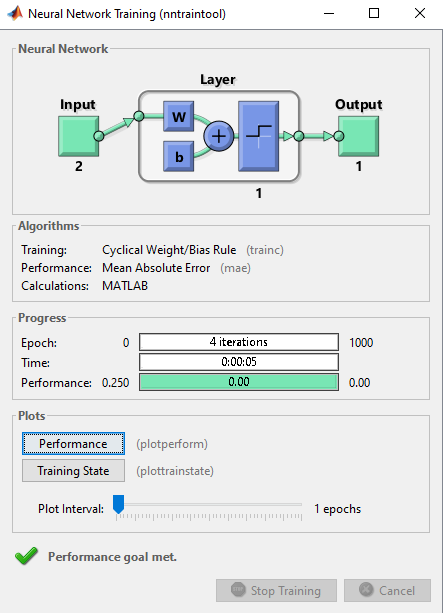 Neural Network Training (nntraintool)
Neural Network
Layer
Input
Output
W
b
+
2
1
1
Algorithms
Training: Cyclical Weight/Bias Rule (trainc)
Performance: Mean Absolute Error (mae)
Calculations: MATLAB
Progress
Epoch: 0 4 iterations 1000
Time: 0:00:05
Performance: 0.250 0.00 0.00
Plots
Performance (plotperform)
Training State (plottrainstate)
Plot Interval: 1 epochs
Performance goal met.
Stop Training Cancel